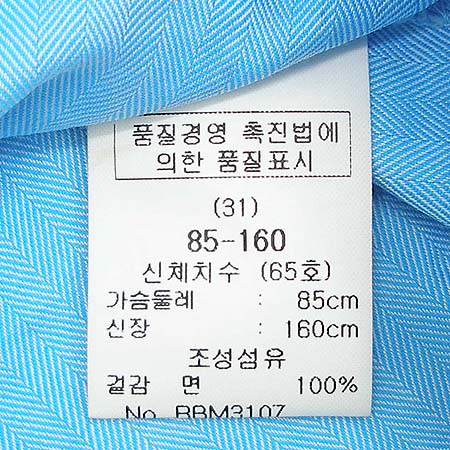 품질경영 촉진법에
의한 품질표시
(31)
85-160
신체치수 (65호)
가슴둘레 : 85cm
신장 : 160cm
조성섬유
겉감 면 100%
No. BBM3107